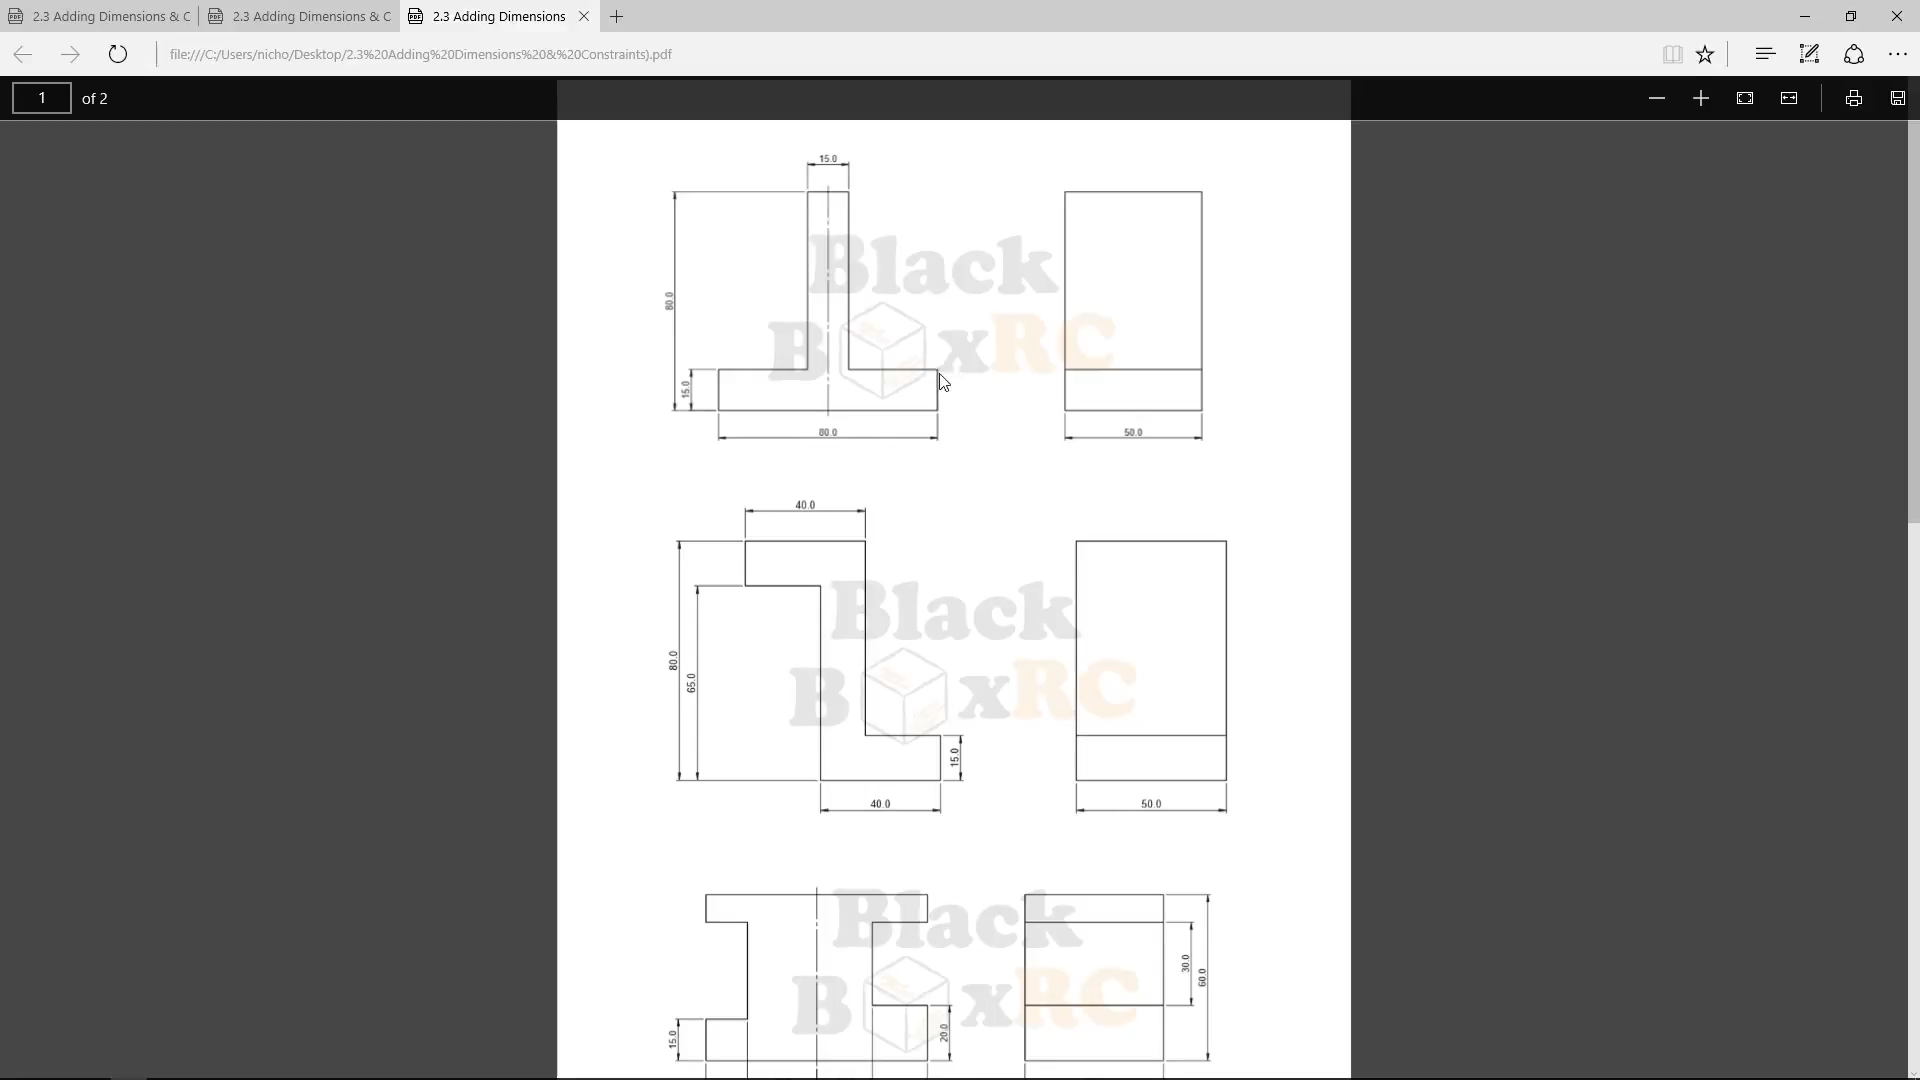 2.3 Adding Dimensions & C
2.3 Adding Dimensions & C
2.3 Adding Dimensions
file:///C:/Users/nicho/Desktop/2.3%20Adding%20Dimensions%20&%20Constraints).pdf
1 of 2
15.0
80.0
15.0
80.0
50.0
Black
BoxRC
40.0
80.0
65.0
15.0
40.0
50.0
Black
BoxRC
15.0
20.0
30.0
60.0
Black
BoxRC